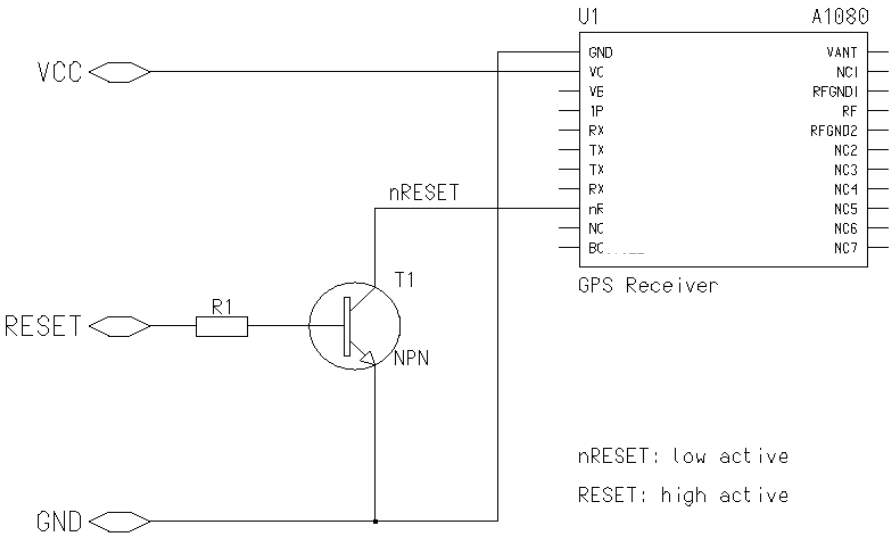 U1 A1080
GND VANT
VCC
VC NC1
VB RFGND1
1P RF
RX RFGND2
TX NC2
TX NC3
RX NC4
nRESET
nR NC5
NC NC6
BO NC7
T1
GPS Receiver
R1
RESET
NPN
nRESET: low active
RESET: high active
GND